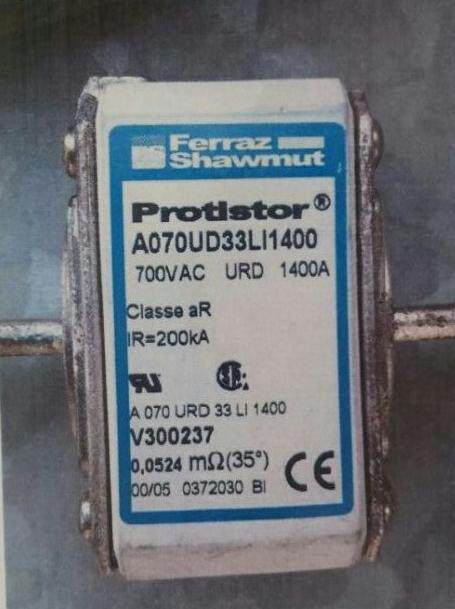 Ferraz
Shawmut
Protistor®
A070UD33LI1400
700VAC URD 1400A
Classe aR
IR=200kA
A 070 URD 33 LI 1400
V300237
0,0524 mΩ(35°)
CE
00/05 0372030 BI